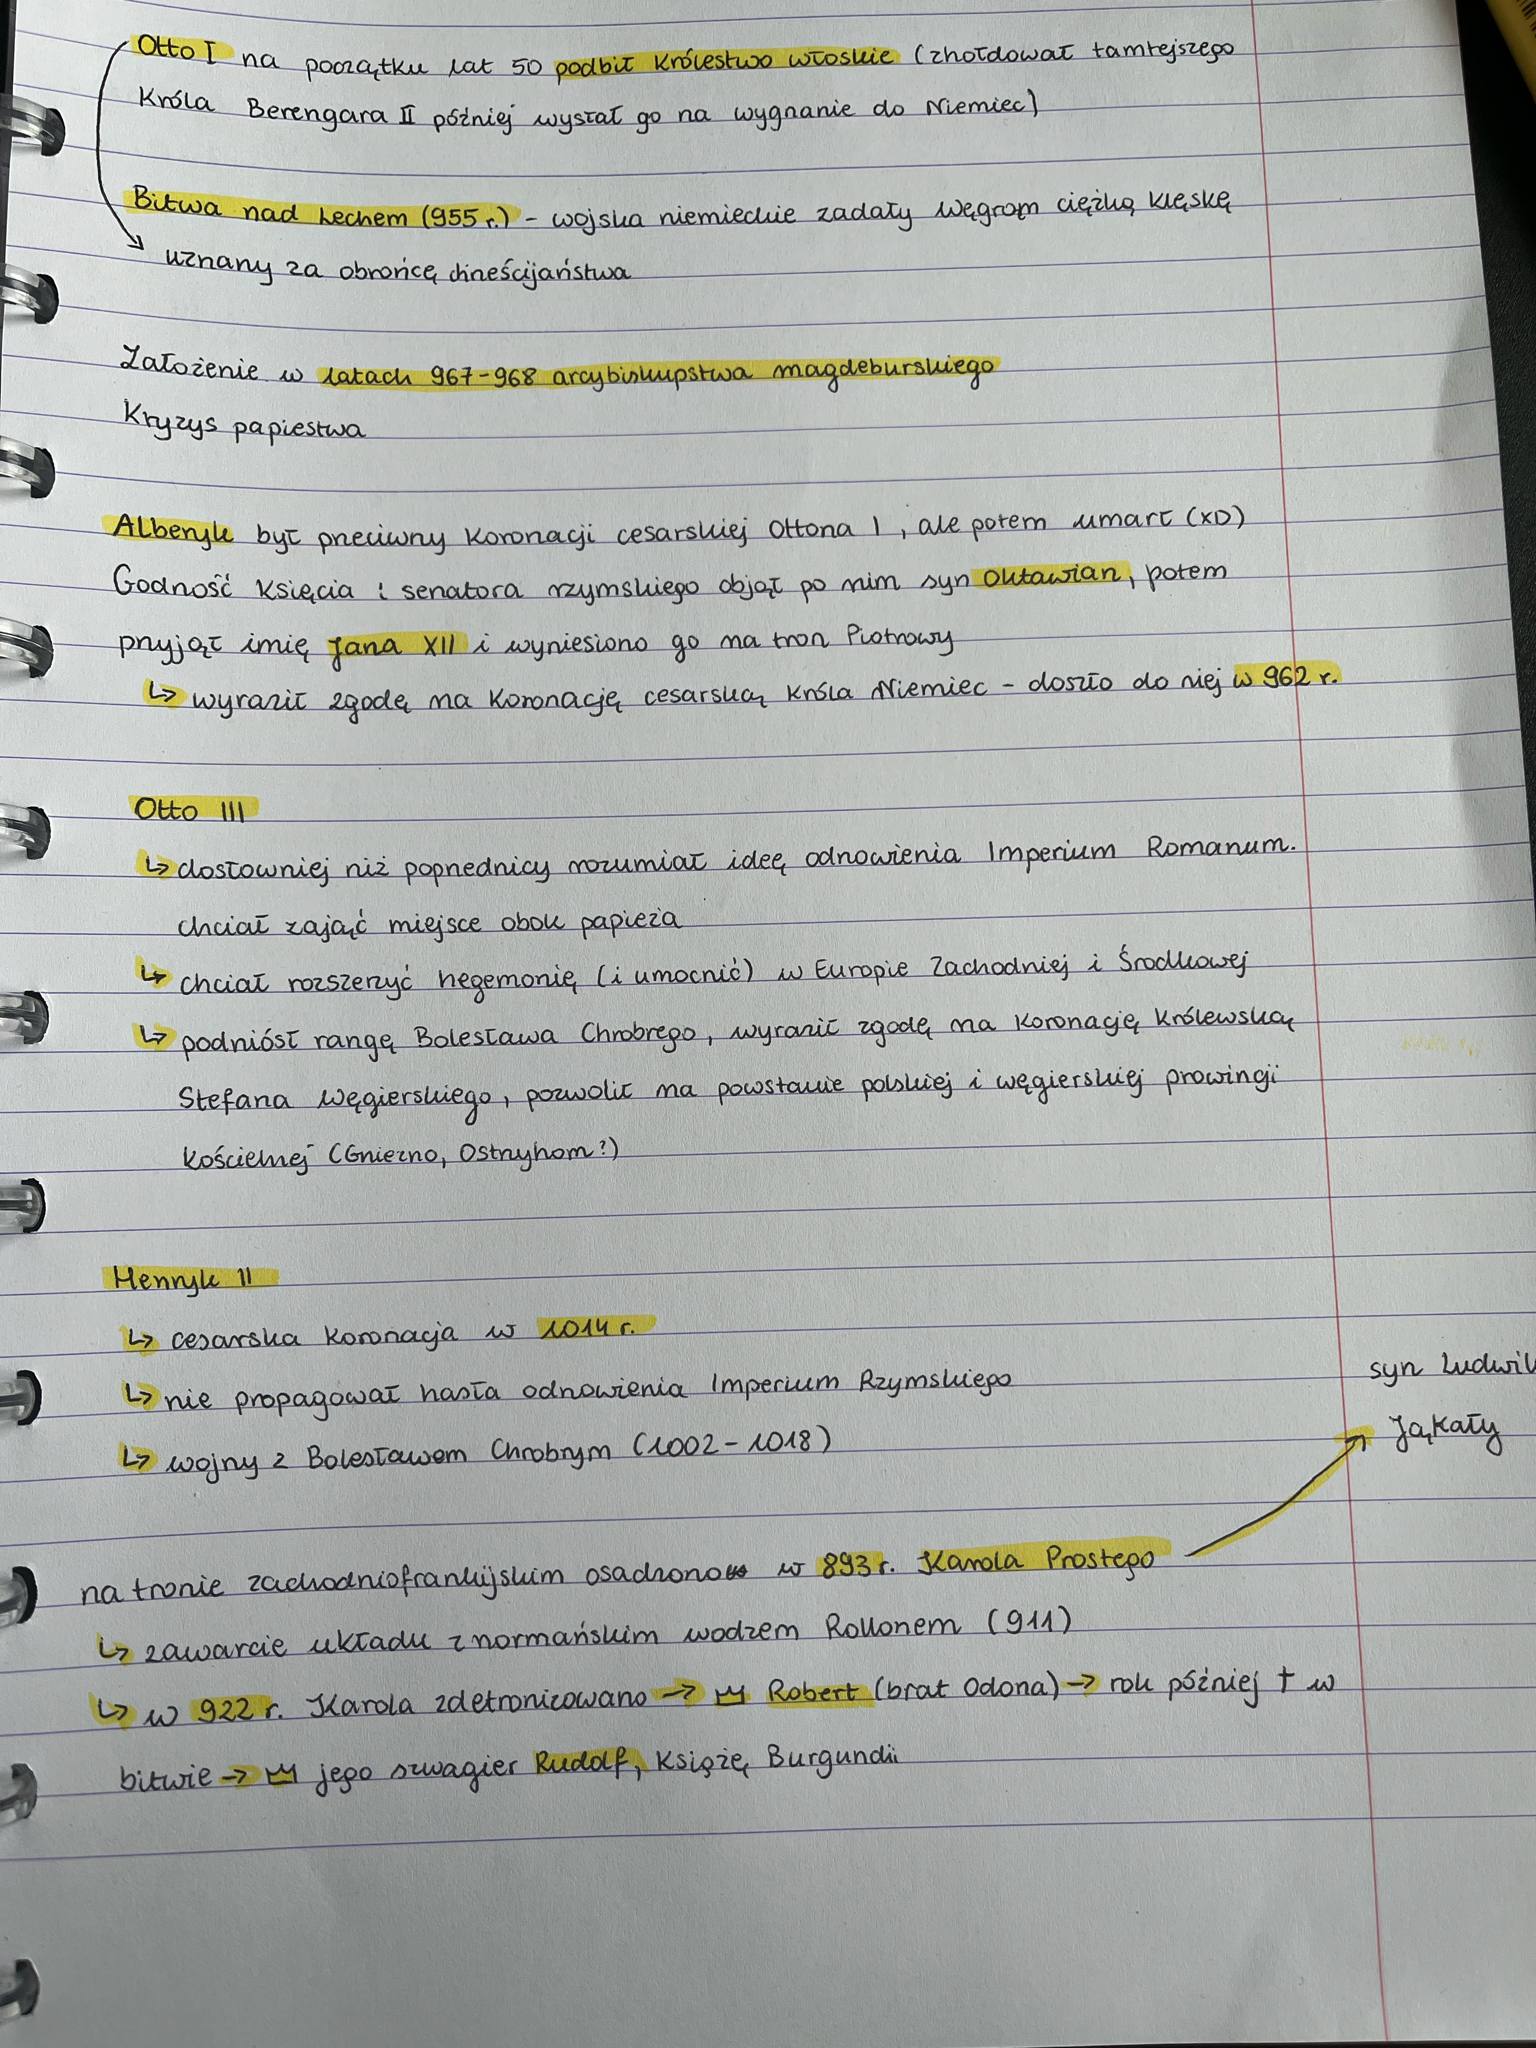 Otto I na początku lat 50 podbił Królestwo włoskie (zhołdował tamtejszego
Króla Berengara II później wysłał go na wygnanie do Niemiec)
Bitwa nad Lechem (955 r.) - wojska niemieckie zadały Węgrom ciężką klęskę
uznany za obrońcę chrześcijaństwa
Założenie w latach 967-968 arcybiskupstwa magdeburskiego
Kryzys papiestwa
Alberyk był przeciwny koronacji cesarskiej Ottona I, ale potem umarł (XD)
Godność Księcia i senatora rzymskiego objął po nim syn Oktawian, potem
przyjął imię Jana XII i wyniesiono go na tron Piotrowy
↳ wyraził zgodę na koronację cesarską Króla Niemiec - doszło do niej w 962 r.
Otto III
↳ dosłowniej niż poprzednicy rozumiał ideę odnowienia Imperium Romanum.
chciał zająć miejsce obok papieża
↳ chciał rozszerzyć hegemonię (i umocnić) w Europie Zachodniej i Środkowej
↳ podniósł rangę Bolesława Chrobrego, wyraził zgodę na koronację królewską
Stefana Węgierskiego, pozwolił na powstanie polskiej i węgierskiej prowincji
Kościelnej (Gniezno, Ostrzyhom?)
Henryk II
↳ cesarska koronacja w 1014 r.
↳ nie propagował hasła odnowienia Imperium Rzymskiego
↳ wojny z Bolesławem Chrobrym (1002-1018)
syn Ludwik
Jąkały
na tronie zachodniofrankijskim osadzono w 893 r. Karola Prostego
↳ zawarcie układu z normańskim wodzem Rollonem (911)
↳ w 922 r. Karola zdetronizowano → Robert (brat Odona) → rok później † w
bitwie → jego szwagier Rudolf, Książę Burgundii